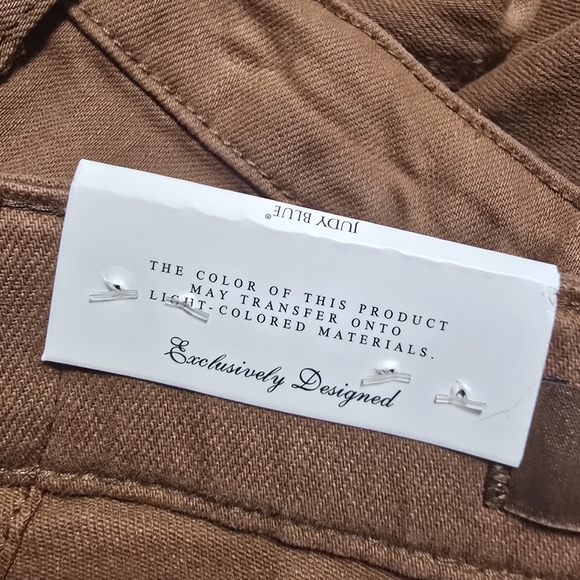 JUDY BLUE®
THE COLOR OF THIS PRODUCT
MAY TRANSFER ONTO
LIGHT-COLORED MATERIALS.
Exclusively Designed